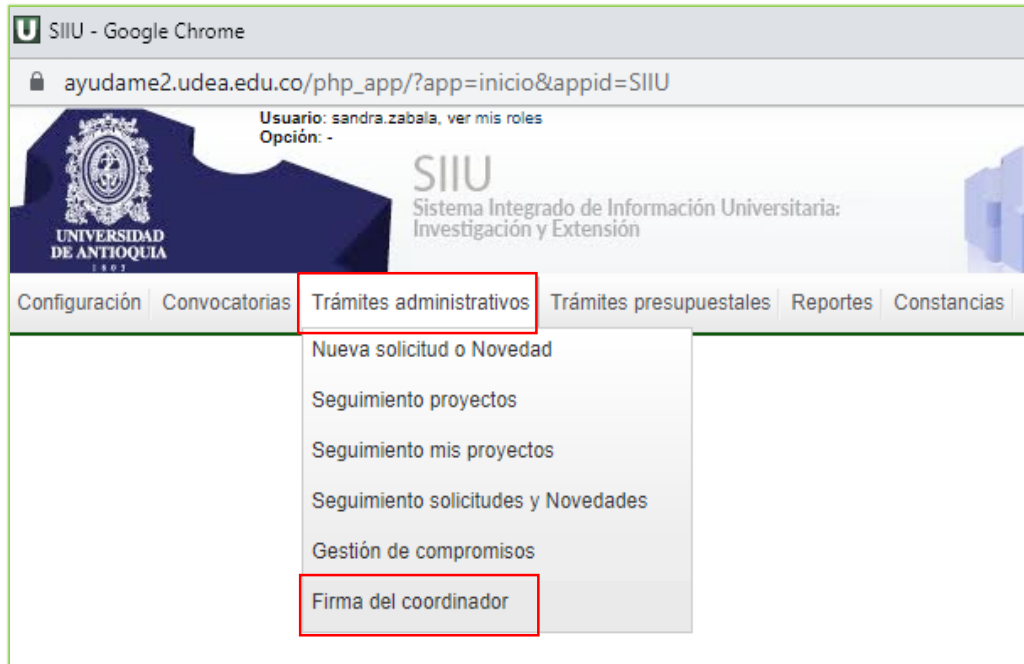 SIIU - Google Chrome
ayudame2.udea.edu.co/php_app/?app=inicio&appid=SIIU
Usuario: sandra.zabala, ver mis roles
Opción: -
SIIU
Sistema Integrado de Información Universitaria:
Investigación y Extensión
UNIVERSIDAD
DE ANTIOQUIA
1803
Configuración Convocatorias Trámites administrativos Trámites presupuestales Reportes Constancias
Nueva solicitud o Novedad
Seguimiento proyectos
Seguimiento mis proyectos
Seguimiento solicitudes y Novedades
Gestión de compromisos
Firma del coordinador